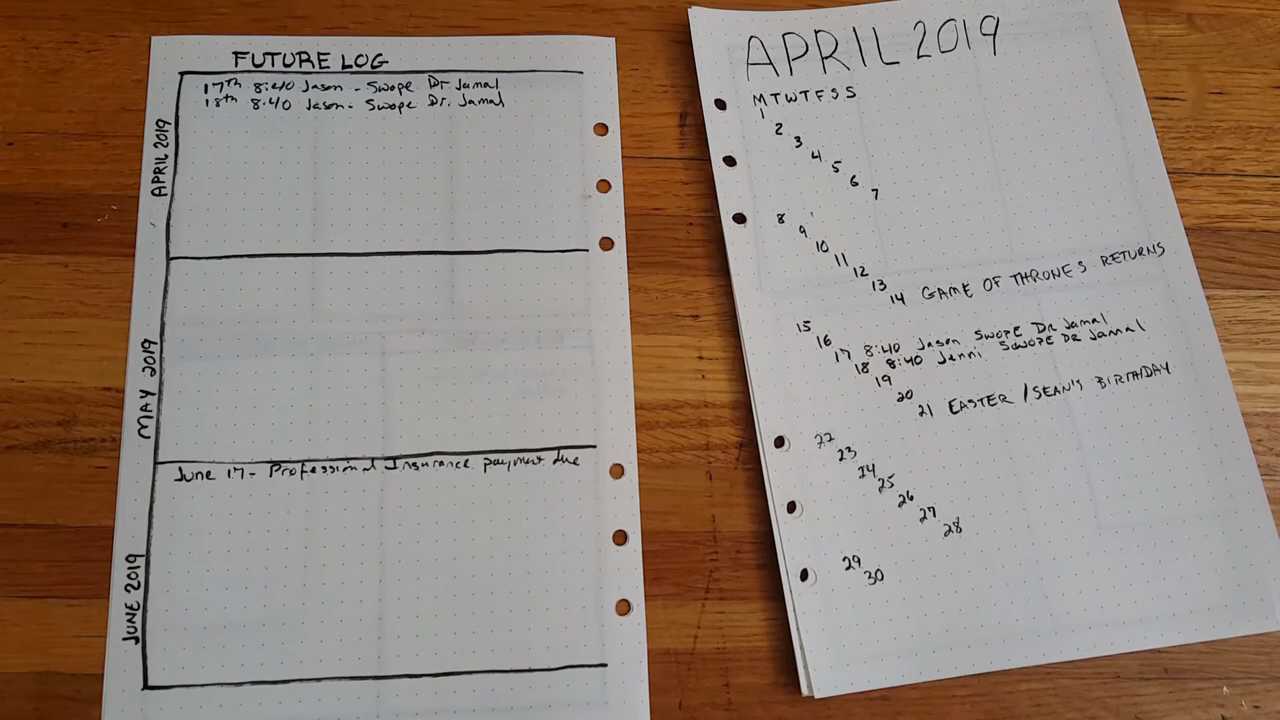 FUTURE LOG
APRIL 2019
17th 8:40 Jason - Swope Dr Jamal
18th 8:40 Jason- Swope Dr. Jamal
MAY 2019
JUNE 2019
June 17- Professional Insurance payment due
APRIL 2019
M T W T F S S
1
2
3
4
5
6
7
8
9
10
11
12
13
14 GAME OF THRONES RETURNS
15
16
17 8:40 Jason SWOPE Dr Jamal
18 8:40 Jenni SWOPE DR Jamal
19
20
21 EASTER / SEAN'S BIRTHDAY
22
23
24
25
26
27
28
29
30